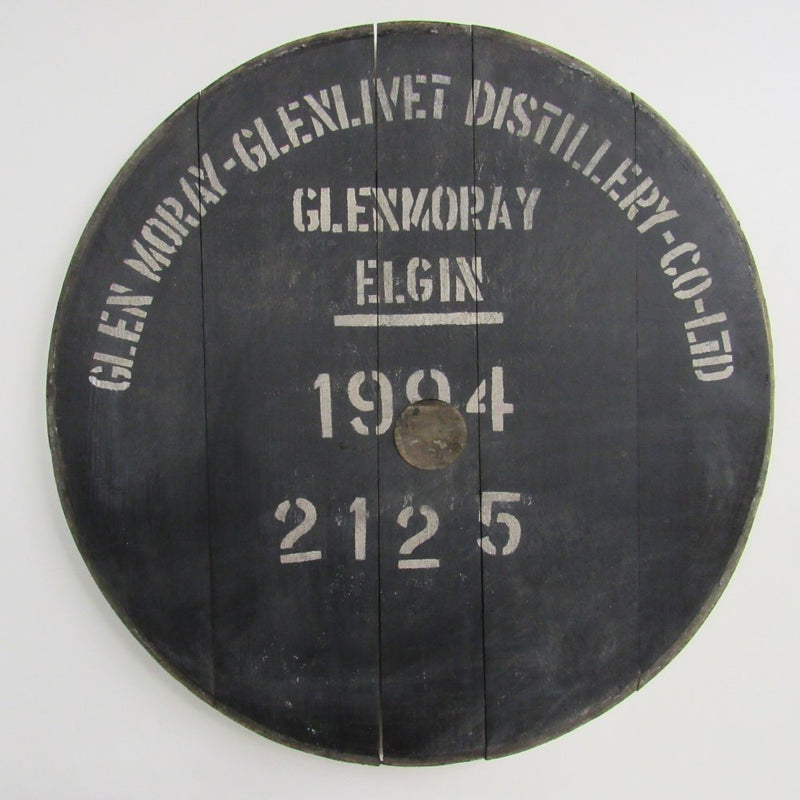 GLEN MORAY-GLENLIVET DISTILLERY-CO-LTD
GLENMORAY
ELGIN
1994
2125